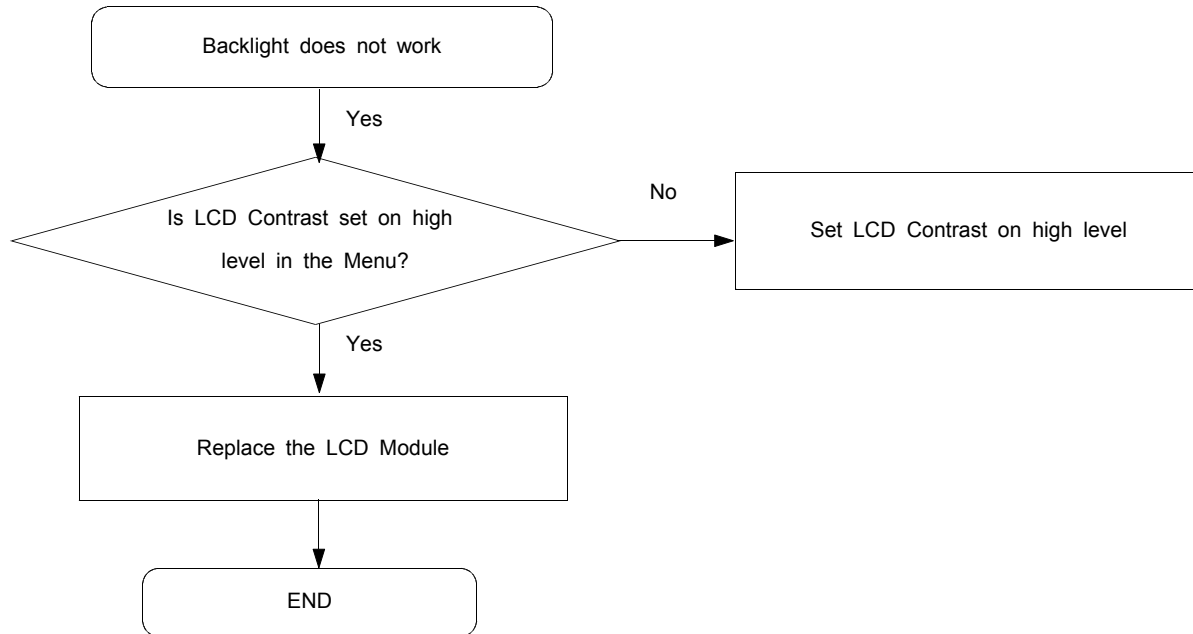 Backlight does not work
Yes
Is LCD Contrast set on high
level in the Menu?
No
Set LCD Contrast on high level
Yes
Replace the LCD Module
END